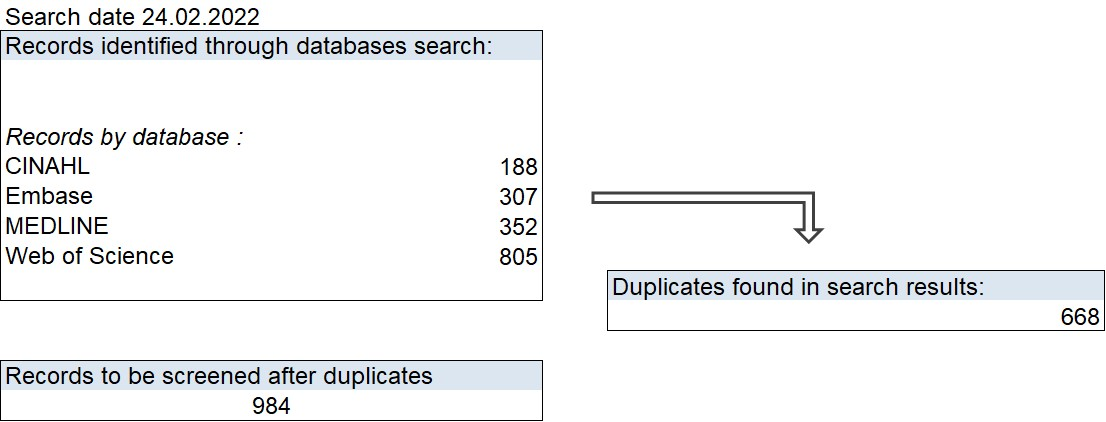 Search date 24.02.2022
Records identified through databases search:
Records by database :
CINAHL 188
Embase 307
MEDLINE 352
Web of Science 805
Duplicates found in search results:
668
Records to be screened after duplicates
984